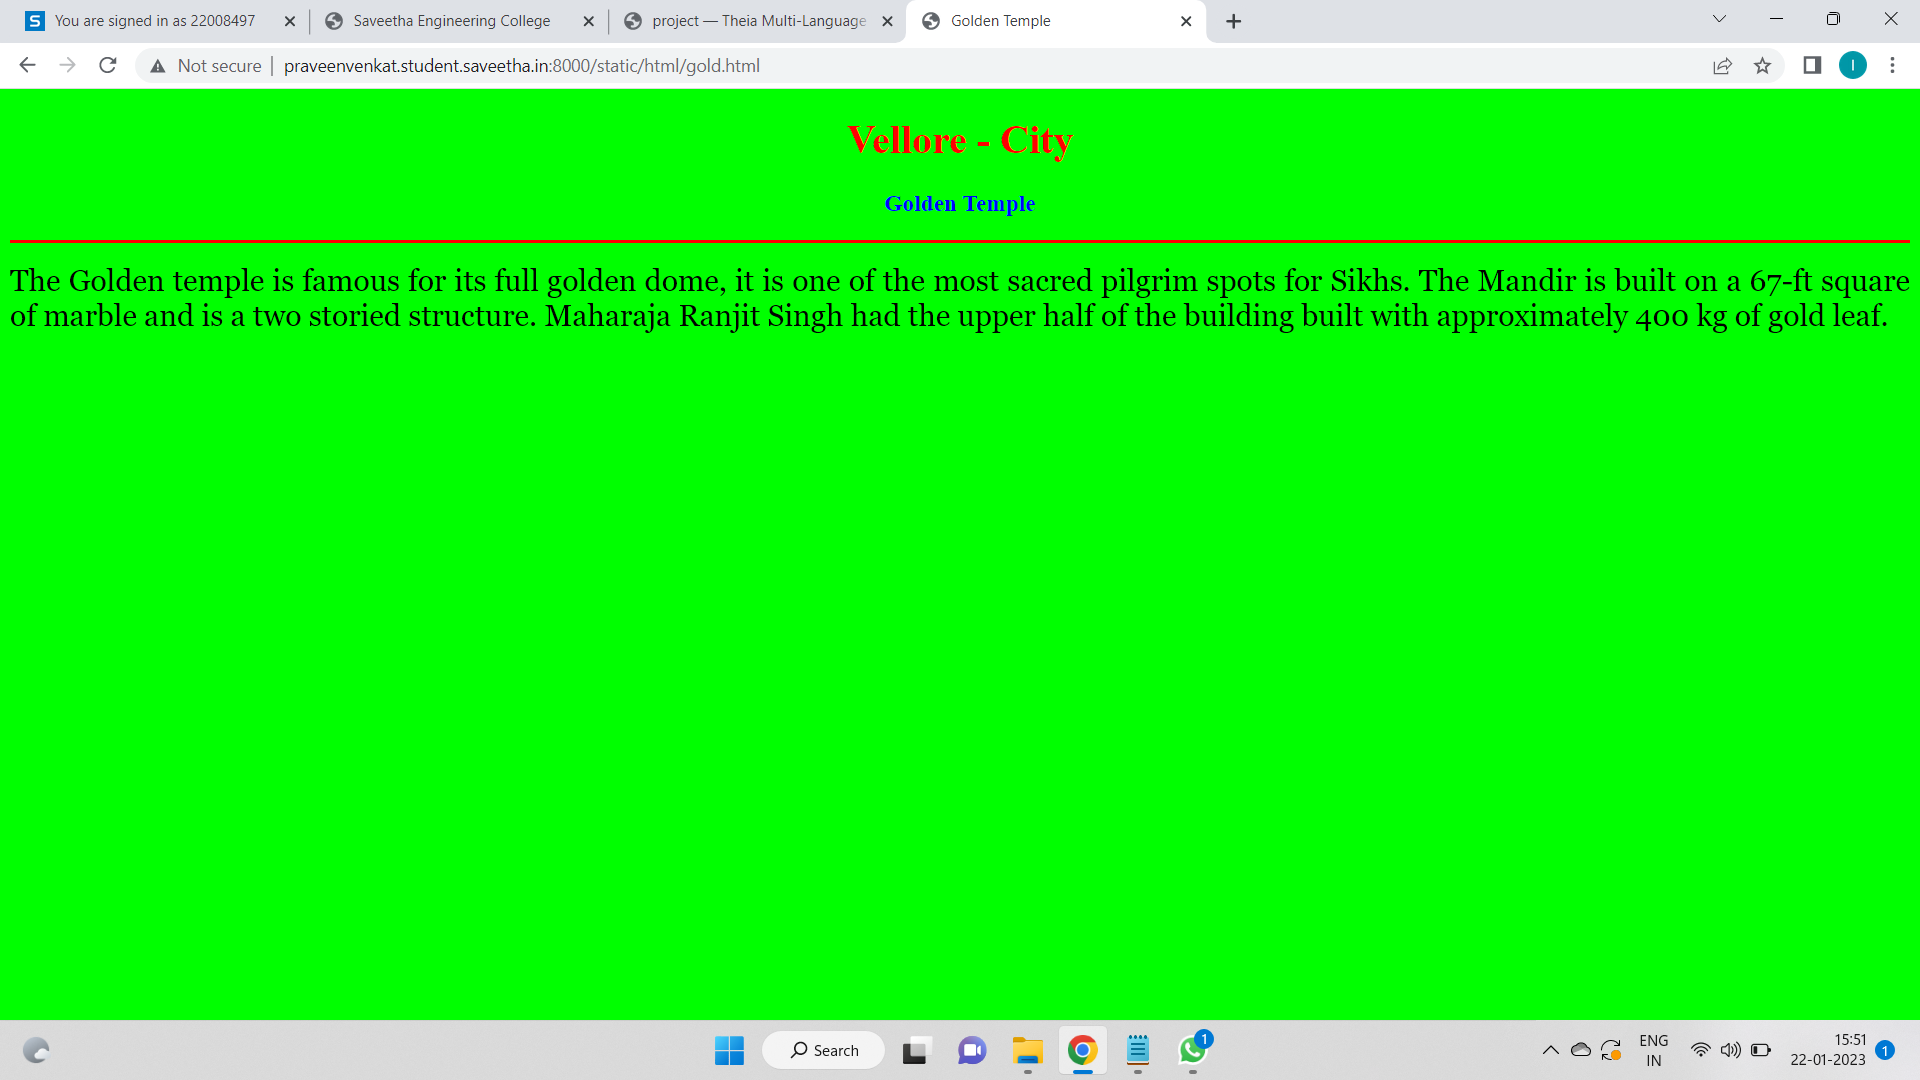 You are signed in as 22008497
Saveetha Engineering College
project — Theia Multi-Language
Golden Temple
Not secure
praveenvenkat.student.saveetha.in:8000/static/html/gold.html
I
Vellore - City
Golden Temple
The Golden temple is famous for its full golden dome, it is one of the most sacred pilgrim spots for Sikhs. The Mandir is built on a 67-ft square
of marble and is a two storied structure. Maharaja Ranjit Singh had the upper half of the building built with approximately 400 kg of gold leaf.
Search
1
ENG
IN
15:51
22-01-2023
1